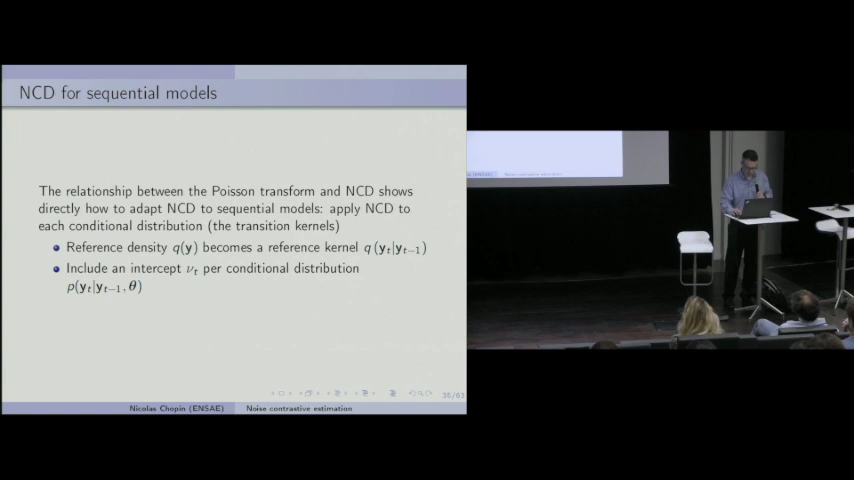 NCD for sequential models
The relationship between the Poisson transform and NCD shows
directly how to adapt NCD to sequential models: apply NCD to
each conditional distribution (the transition kernels)
Reference density q(y) becomes a reference kernel q (yₜ|yₜ₋₁)
Include an intercept νₜ per conditional distribution
p(yₜ|yₜ₋₁, θ)
36/63
Nicolas Chopin (ENSAE) Noise contrastive estimation